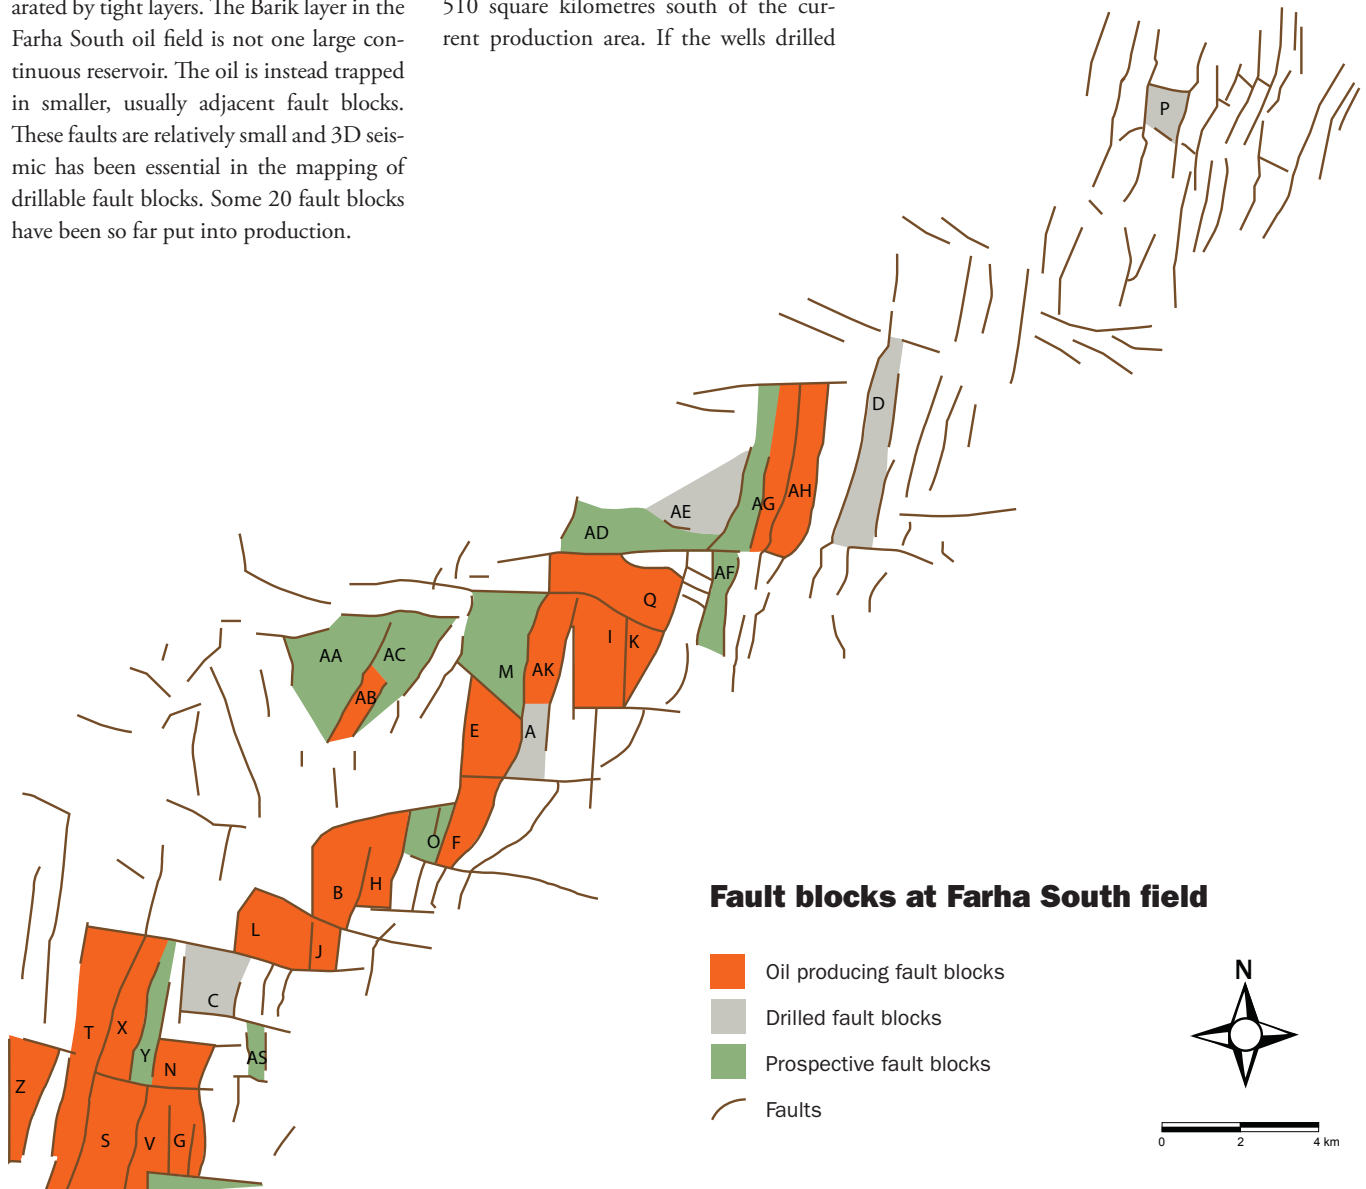 arated by tight layers. The Barik layer in the
Farha South oil field is not one large con-
tinuous reservoir. The oil is instead trapped
in smaller, usually adjacent fault blocks.
These faults are relatively small and 3D seis-
mic has been essential in the mapping of
drillable fault blocks. Some 20 fault blocks
have been so far put into production.
510 square kilometres south of the cur-
rent production area. If the wells drilled
P
D
AH
AG
AE
AD
AF
Q
I
K
AA
AC
M
AK
AB
E
A
O
F
H
B
L
J
C
T
X
Y
N
AS
Z
S
V
G
Fault blocks at Farha South field
Oil producing fault blocks
Drilled fault blocks
Prospective fault blocks
Faults
N
0 2 4 km